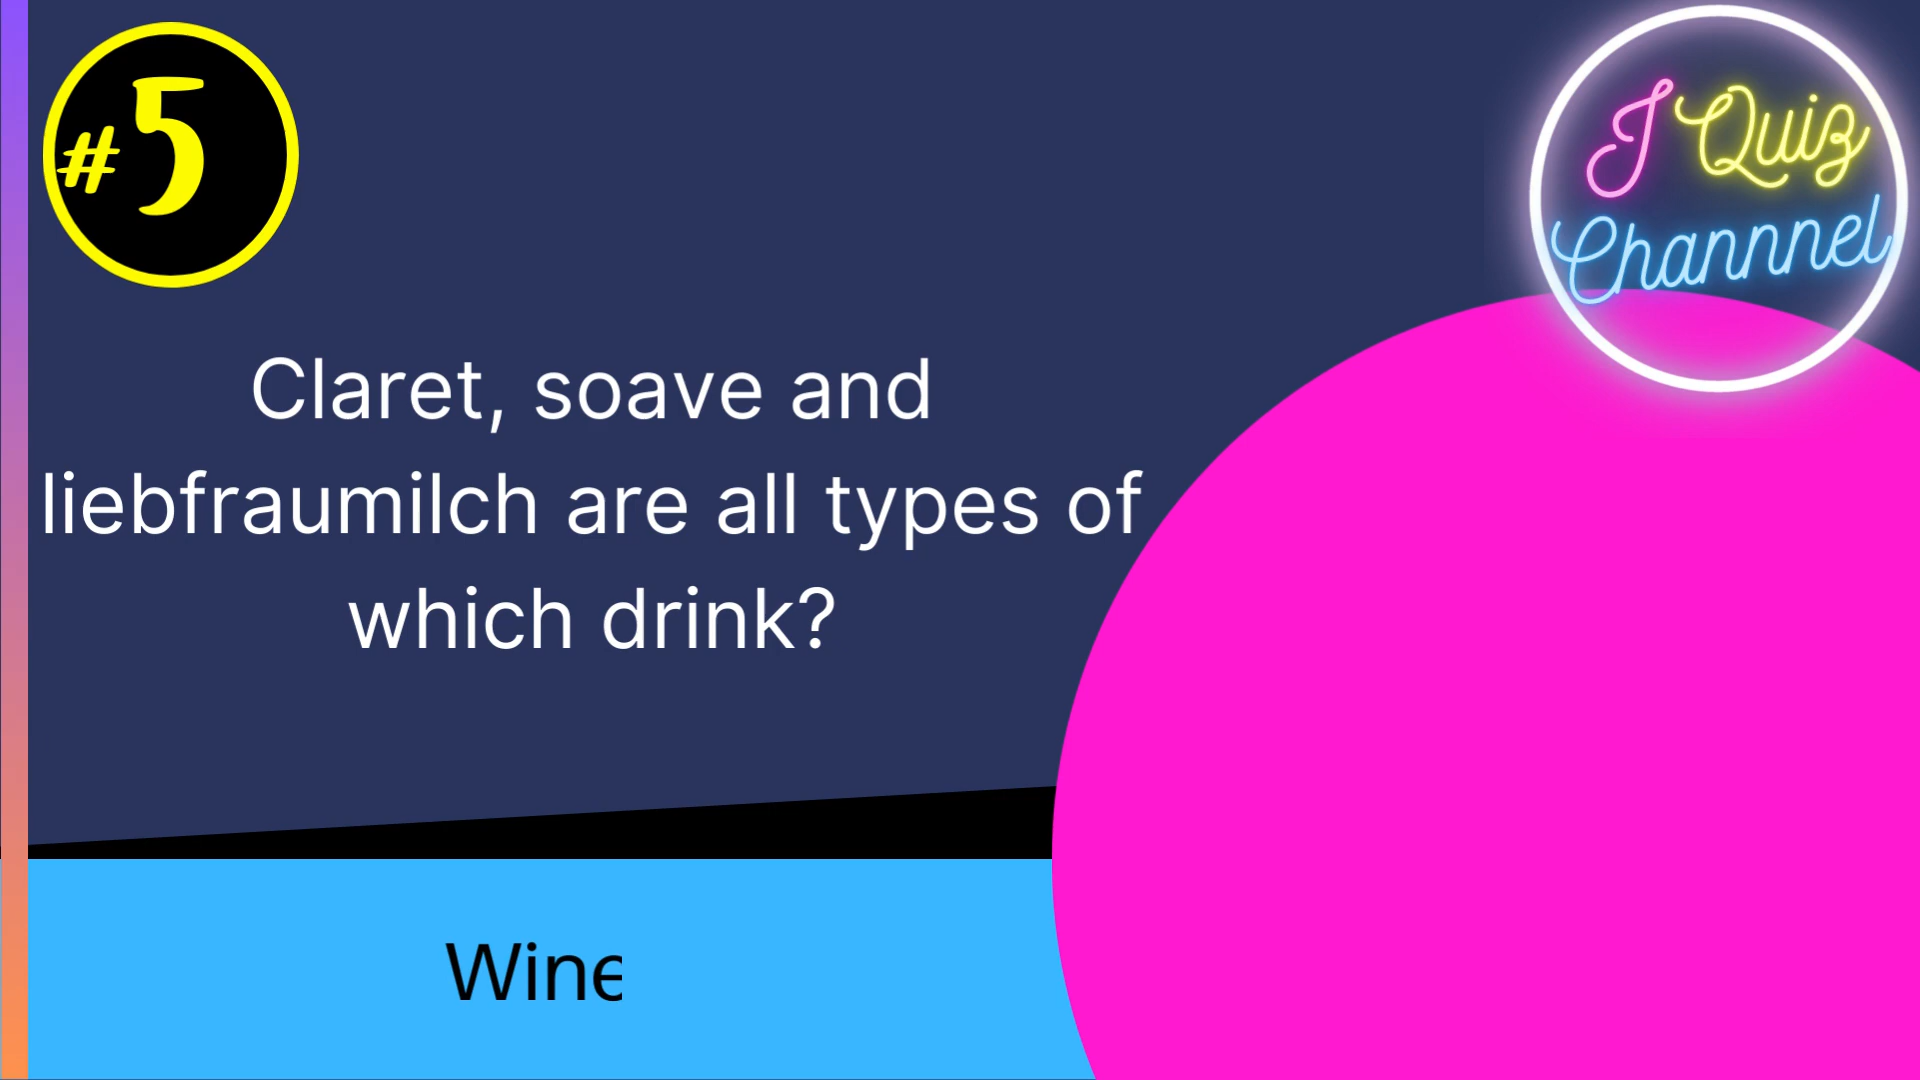 #5
J Quiz
Channnel
Claret, soave and
liebfraumilch are all types of
which drink?
Wine